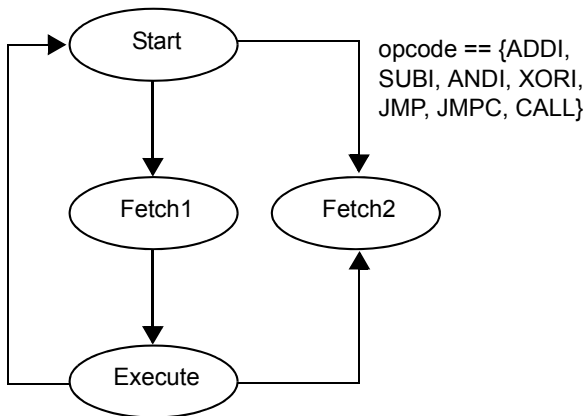 Start
opcode == {ADDI,
SUBI, ANDI, XORI,
JMP, JMPC, CALL}
Fetch1
Fetch2
Execute